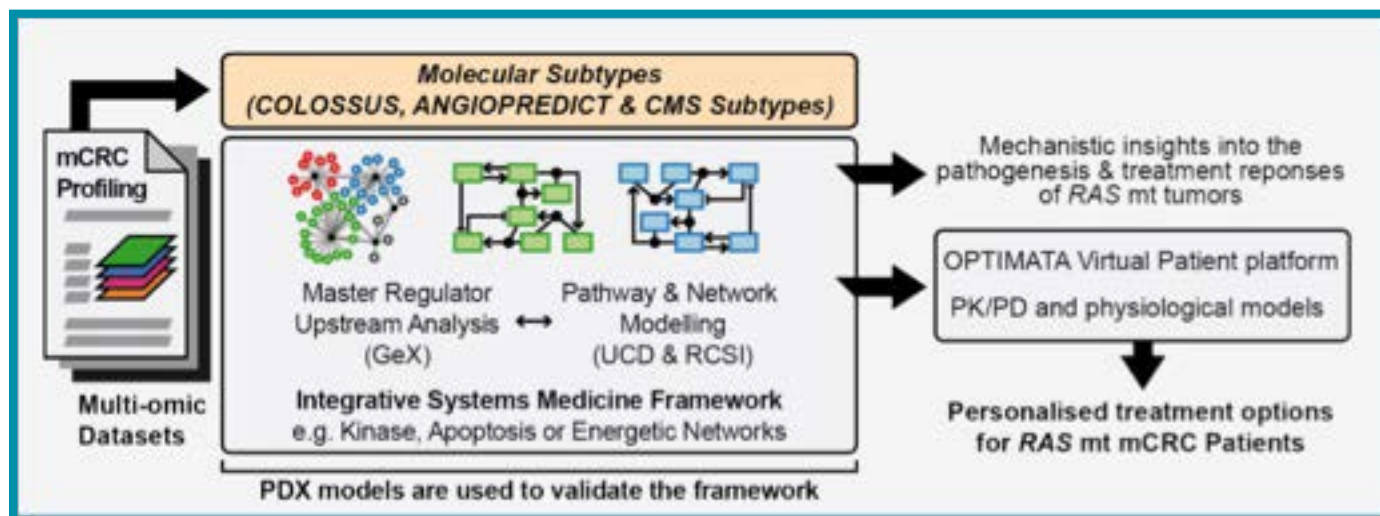 Molecular Subtypes
(COLOSSUS, ANGIOPREDICT & CMS Subtypes)
mCRC
Profiling
Multi-omic
Datasets
Master Regulator
Upstream Analysis
(GeX)
Pathway & Network
Modelling
(UCD & RCSI)
Integrative Systems Medicine Framework
e.g. Kinase, Apoptosis or Energetic Networks
PDX models are used to validate the framework
Mechanistic insights into the
pathogenesis & treatment reponses
of RAS mt tumors
OPTIMATA Virtual Patient platform
PK/PD and physiological models
Personalised treatment options
for RAS mt mCRC Patients